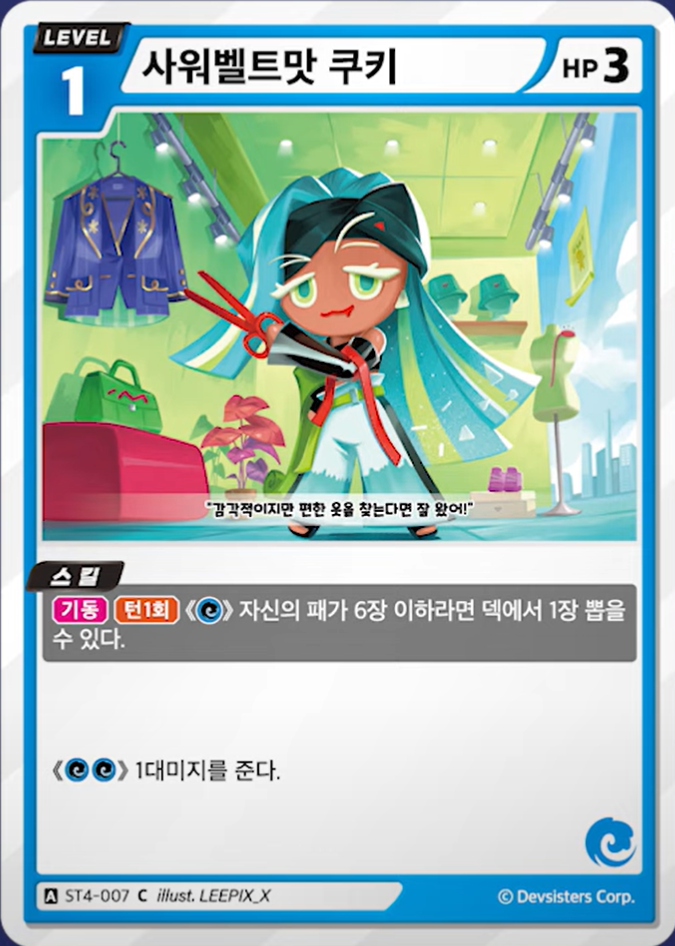 LEVEL
1
사워벨트맛 쿠키
HP 3
"감각적이지만 편한 옷을 찾는다면 잘 왔어!"
스킬
기동 턴1회 《 》 자신의 패가 6장 이하라면 덱에서 1장 뽑을
수 있다.
《 》 1대미지를 준다.
A ST4-007 C illust. LEEPIX_X
© Devsisters Corp.